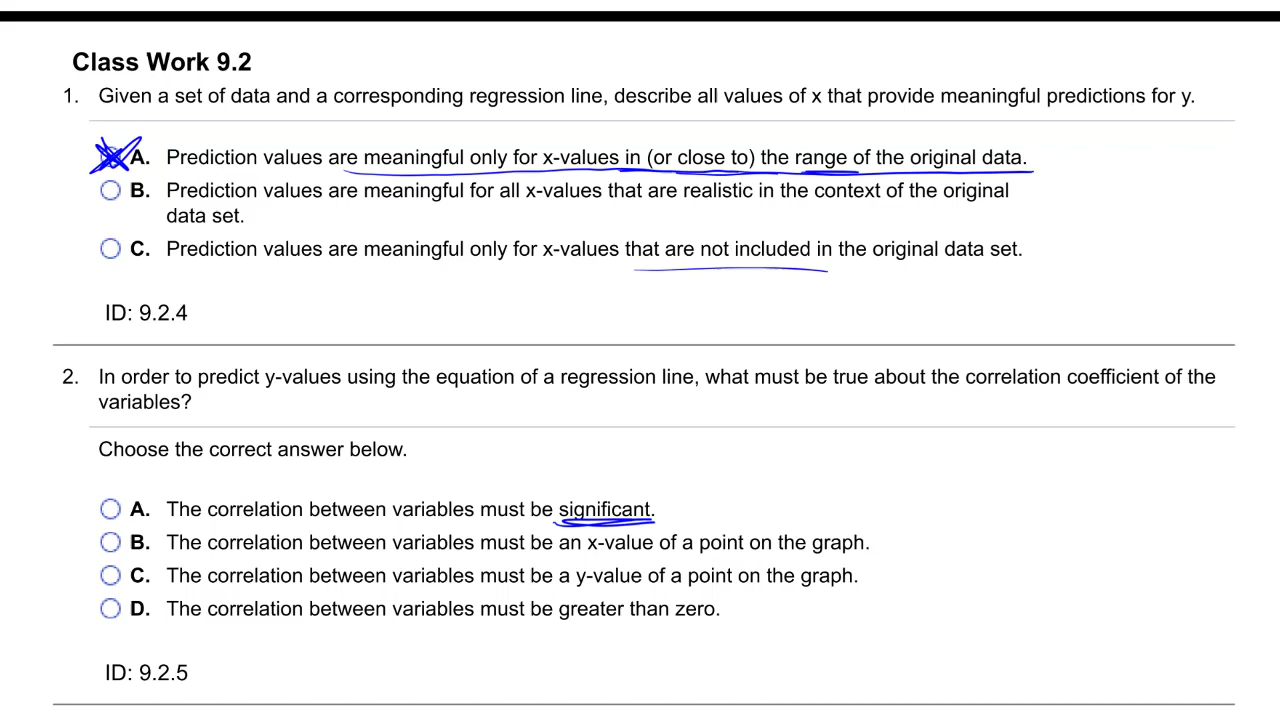 Class Work 9.2
1. Given a set of data and a corresponding regression line, describe all values of x that provide meaningful predictions for y.
A. Prediction values are meaningful only for x-values in (or close to) the range of the original data.
B. Prediction values are meaningful for all x-values that are realistic in the context of the original
data set.
C. Prediction values are meaningful only for x-values that are not included in the original data set.
ID: 9.2.4
2. In order to predict y-values using the equation of a regression line, what must be true about the correlation coefficient of the
variables?
Choose the correct answer below.
A. The correlation between variables must be significant.
B. The correlation between variables must be an x-value of a point on the graph.
C. The correlation between variables must be a y-value of a point on the graph.
D. The correlation between variables must be greater than zero.
ID: 9.2.5